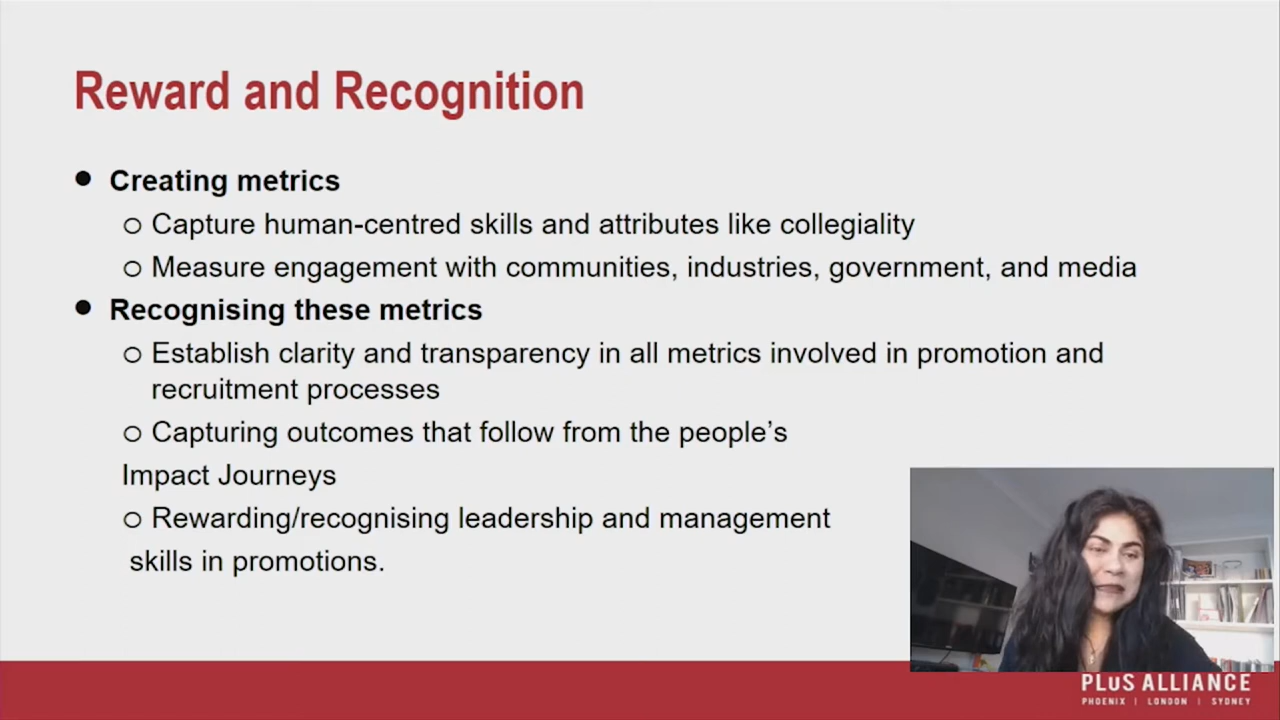 Reward and Recognition
● Creating metrics
○ Capture human-centred skills and attributes like collegiality
○ Measure engagement with communities, industries, government, and media
● Recognising these metrics
○ Establish clarity and transparency in all metrics involved in promotion and
recruitment processes
○ Capturing outcomes that follow from the people’s
Impact Journeys
○ Rewarding/recognising leadership and management
skills in promotions.
PLuS ALLIANCE
PHOENIX | LONDON | SYDNEY